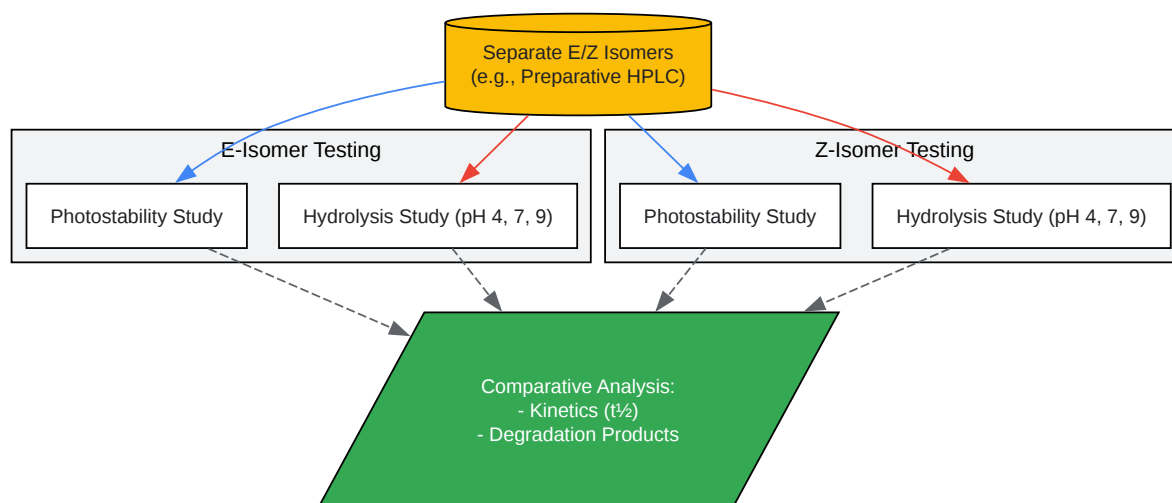 Separate E/Z Isomers
(e.g., Preparative HPLC)
E-Isomer Testing
Z-Isomer Testing
Photostability Study
Hydrolysis Study (pH 4, 7, 9)
Photostability Study
Hydrolysis Study (pH 4, 7, 9)
Comparative Analysis:
- Kinetics (t½)
- Degradation Products